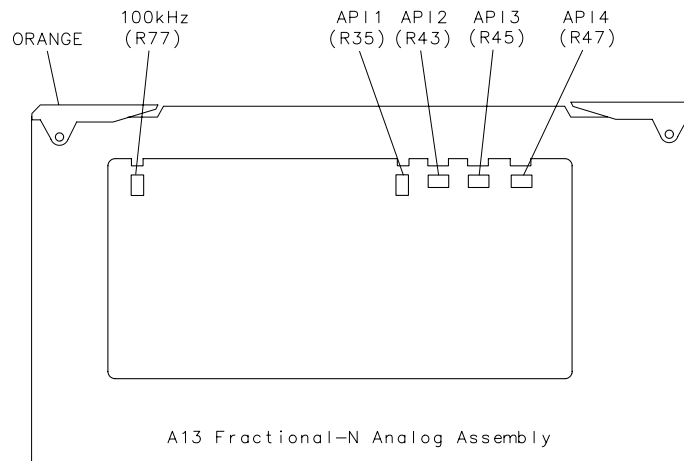 ORANGE
100kHz
(R77)
API1
(R35)
API2
(R43)
API3
(R45)
API4
(R47)
A13 Fractional-N Analog Assembly